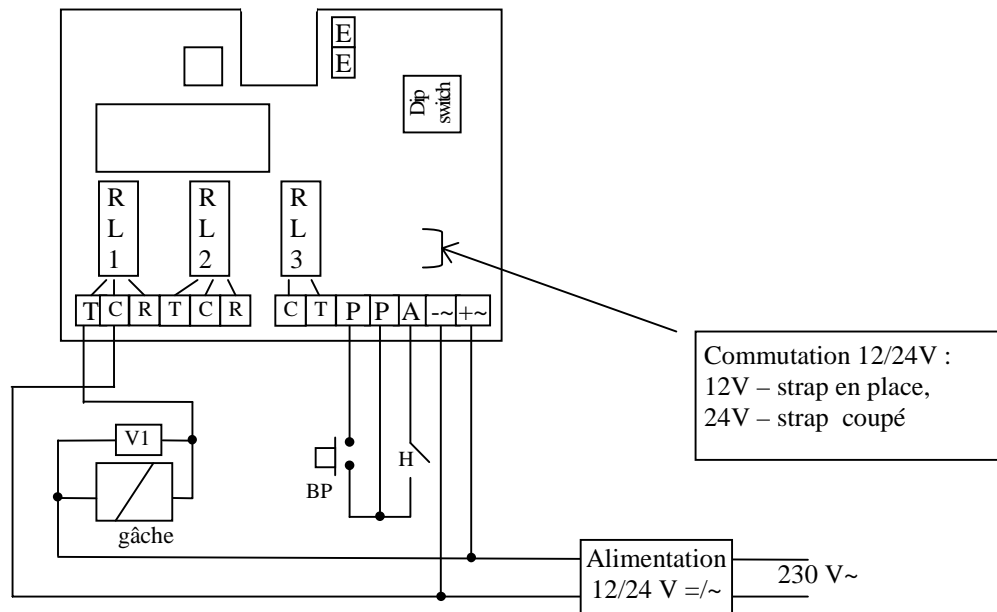 E
E
Dip
switch
R
L
1
R
L
2
R
L
3
T C R T C R C T P P A -~ +~
Commutation 12/24V :
12V – strap en place,
24V – strap coupé
V1
BP
H
gâche
Alimentation
12/24 V =/~
230 V~